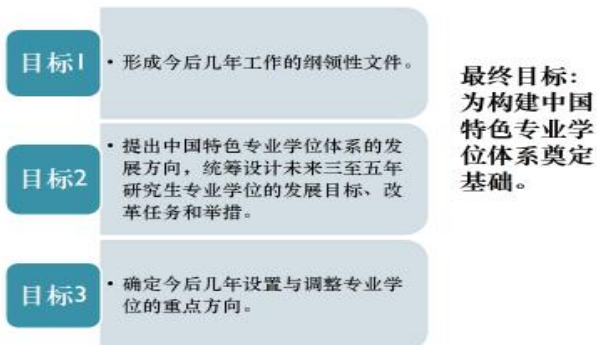 目标1
• 形成今后几年工作的纲领性文件。
目标2
• 提出中国特色专业学位体系的发
展方向，统筹设计未来三至五年
研究生专业学位的发展目标、改
革任务和举措。
目标3
• 确定今后几年设置与调整专业学
位的重点方向。
最终目标：
为构建中国
特色专业学
位体系奠定
基础。